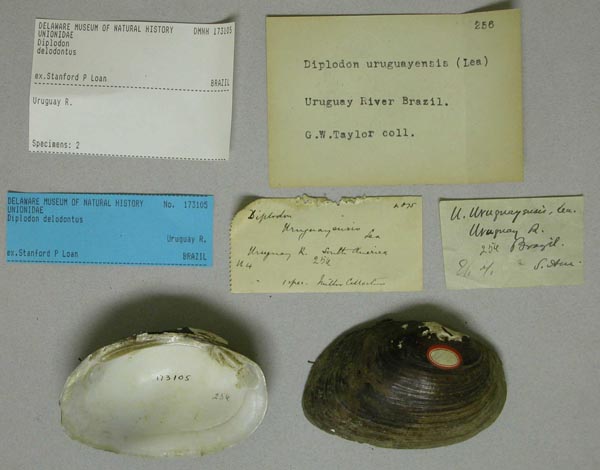 DELAWARE MUSEUM OF NATURAL HISTORY DMNH 173105
UNIONIDAE
Diplodon
delodontus
ex.Stanford P Loan BRAZIL
Uruguay R.
Specimens: 2
256
Diplodon uruguayensis (Lea)
Uruguay River Brazil.
G.W.Taylor coll.
DELAWARE MUSEUM OF NATURAL HISTORY No. 173105
UNIONIDAE
Diplodon delodontus
Uruguay R.
ex.Stanford P Loan BRAZIL
Diplodon
Uruguayensis
Lea
Uruguay R. South America
U. Uruguayensis, Lea.
Uruguay R.
Brazil.
S. Am.
173105
256